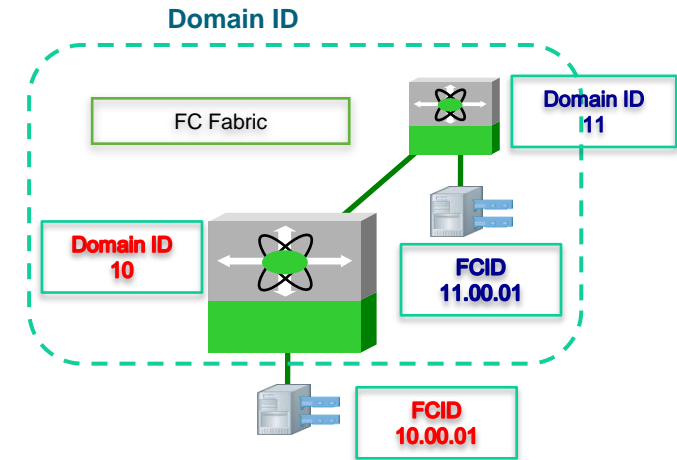 Domain ID
FC Fabric
Domain ID
11
Domain ID
10
FCID
11.00.01
FCID
10.00.01